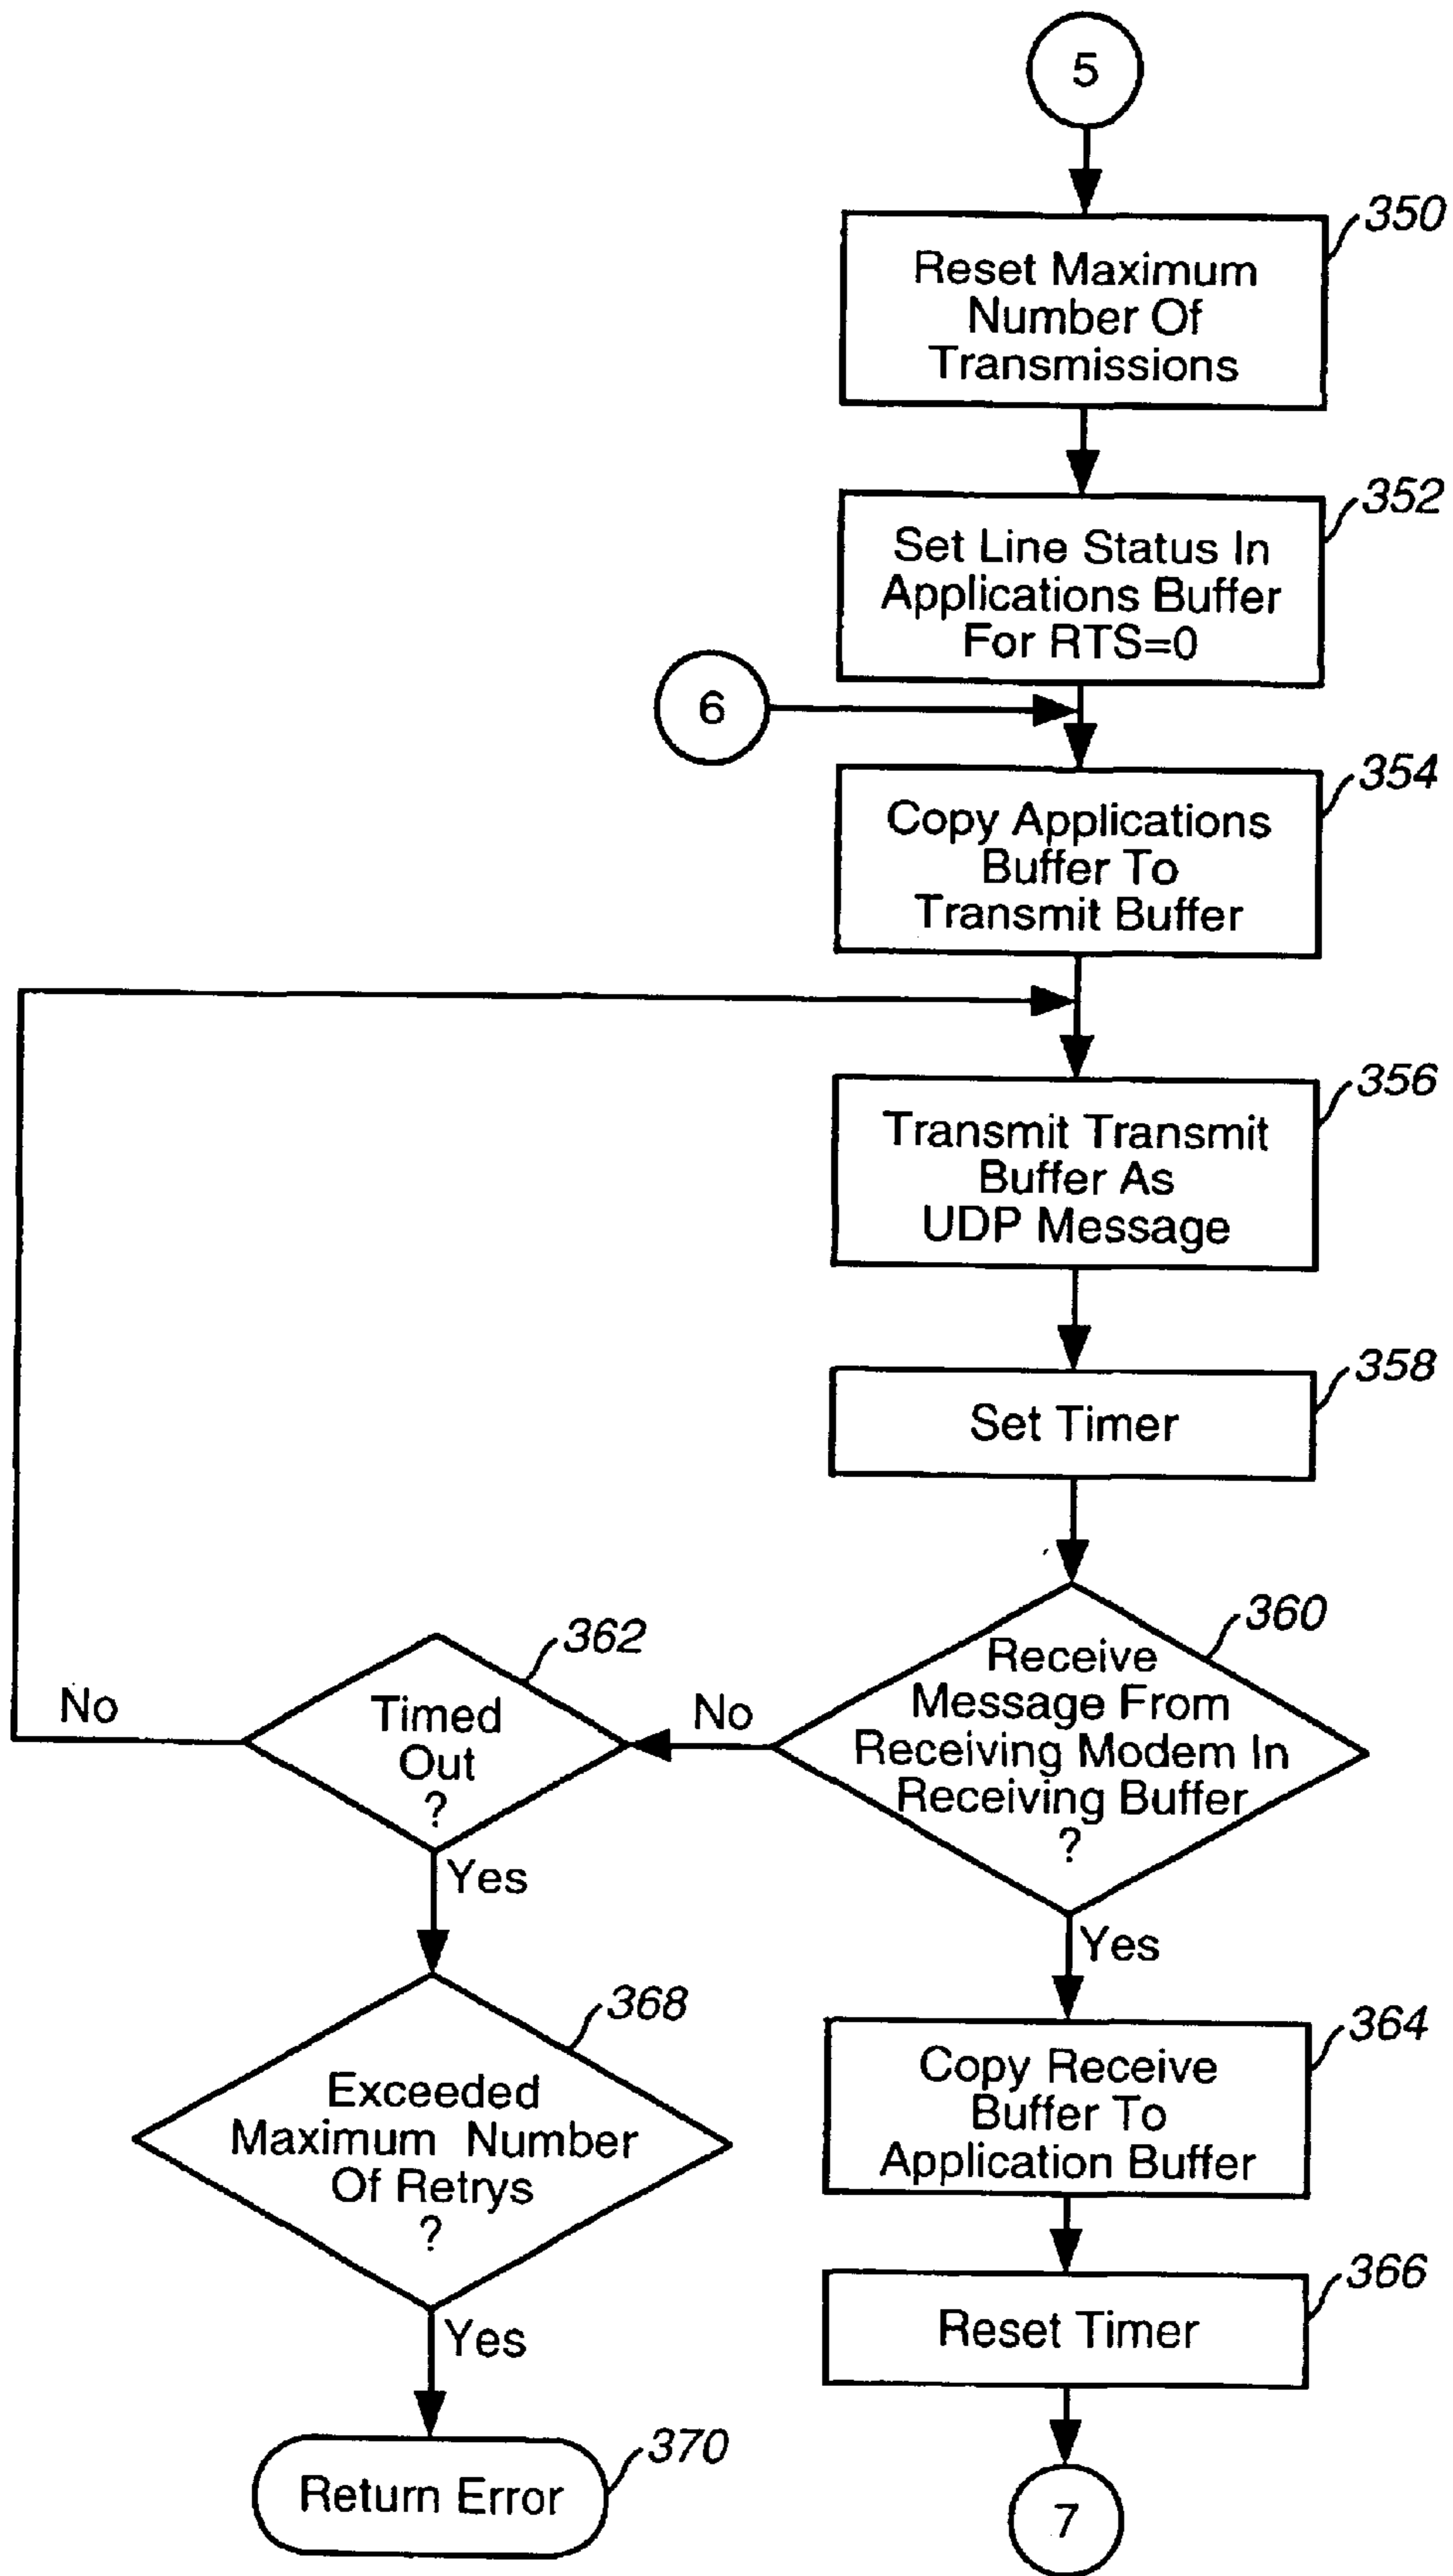 5
350
Reset Maximum
Number Of
Transmissions
352
Set Line Status In
Applications Buffer
For RTS=0
6
354
Copy Applications
Buffer To
Transmit Buffer
356
Transmit Transmit
Buffer As
UDP Message
358
Set Timer
360
Receive
Message From
Receiving Modem In
Receiving Buffer
?
No
362
Timed
Out
?
No
Yes
Yes
368
Exceeded
Maximum Number
Of Retrys
?
364
Copy Receive
Buffer To
Application Buffer
366
Reset Timer
Yes
370
Return Error
7